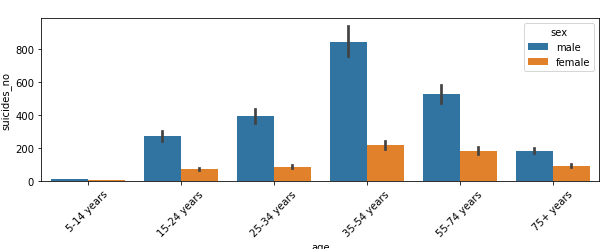 suicides_no
800
600
400
200
0
sex
male
female
5-14 years
15-24 years
25-34 years
35-54 years
55-74 years
75+ years
age